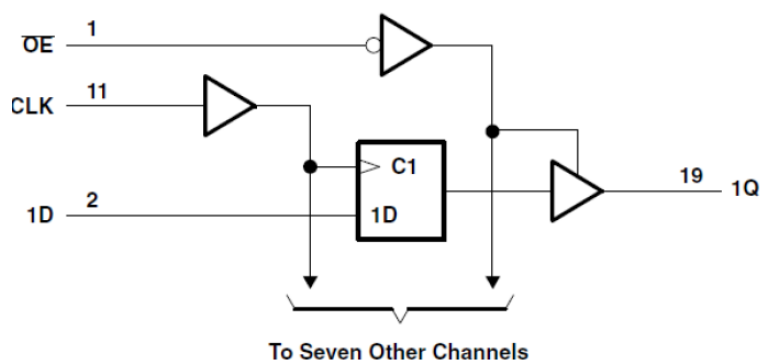 1
OE
11
CLK
C1
19
1Q
2
1D
1D
To Seven Other Channels